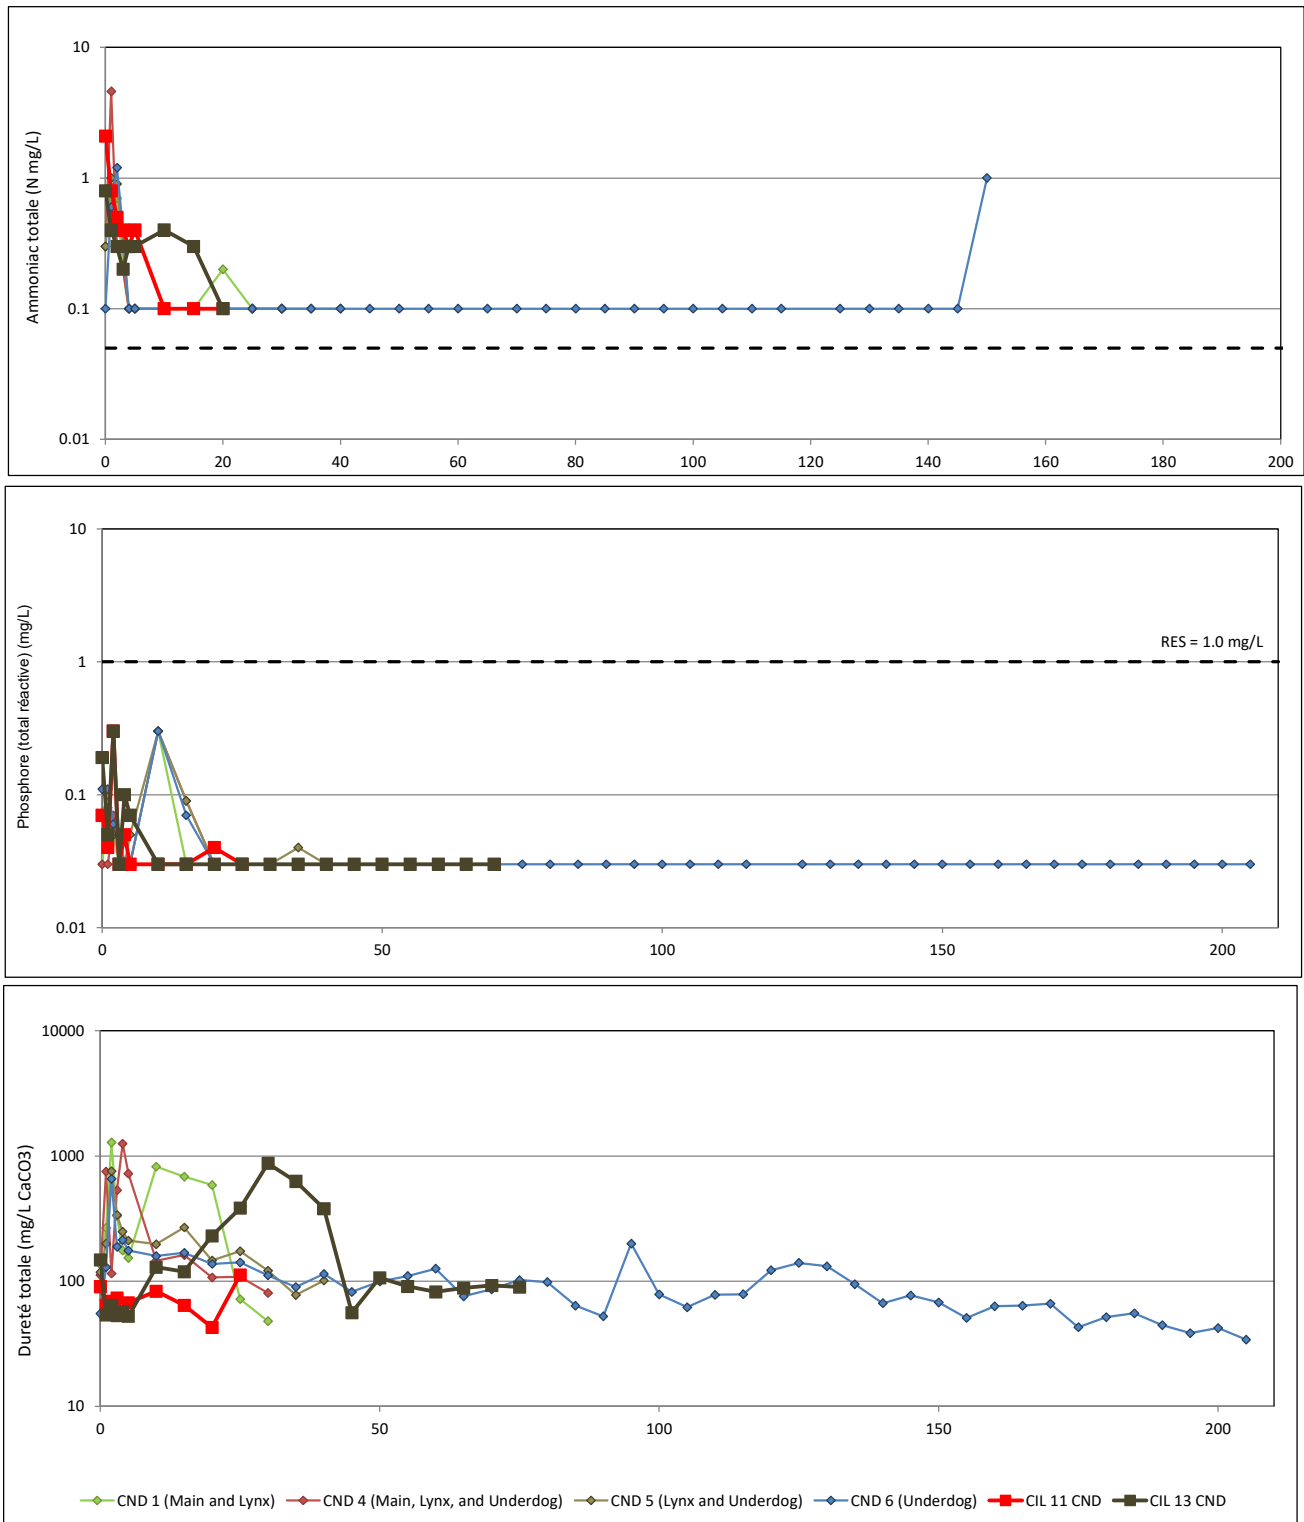 10
1
0.1
0.01
Ammoniac totale (N mg/L)
0 20 40 60 80 100 120 140 160 180 200
10
1
0.1
0.01
Phosphore (total réactive) (mg/L)
RES = 1.0 mg/L
0 50 100 150 200
10000
1000
100
10
Dureté totale (mg/L CaCO3)
0 50 100 150 200
CND 1 (Main and Lynx) CND 4 (Main, Lynx, and Underdog) CND 5 (Lynx and Underdog) CND 6 (Underdog) CIL 11 CND CIL 13 CND